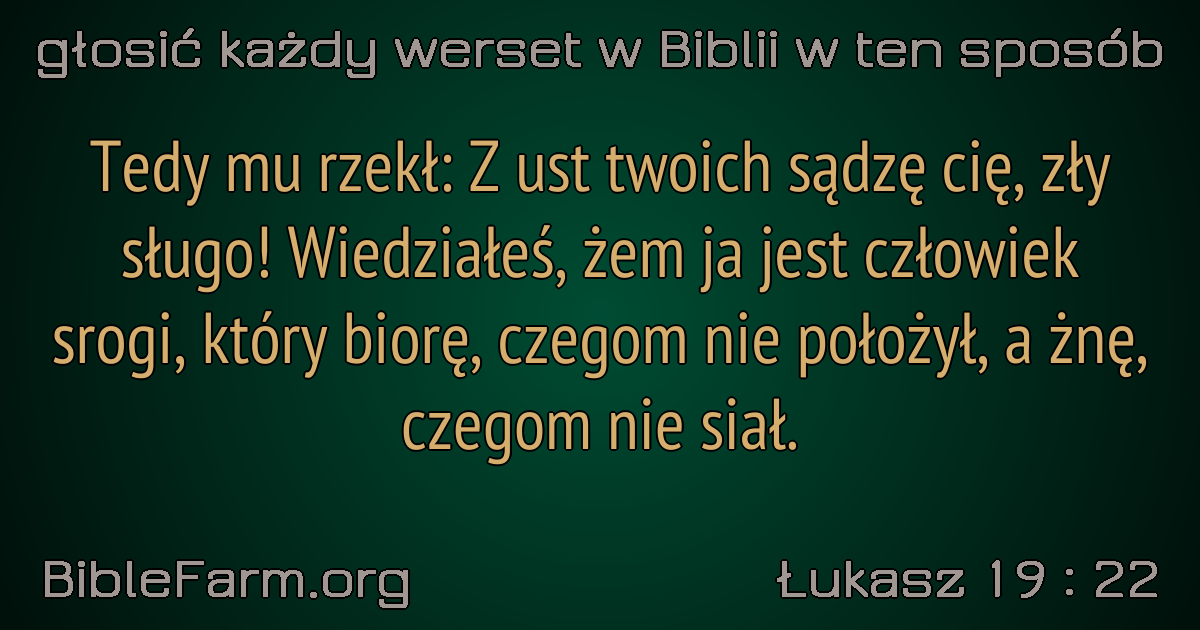 głosić każdy werset w Biblii w ten sposób
Tedy mu rzekł: Z ust twoich sądzę cię, zły
sługo! Wiedziałeś, żem ja jest człowiek
srogi, który biorę, czegom nie położył, a żnę,
czegom nie siał.
BibleFarm.org
Łukasz 19 : 22